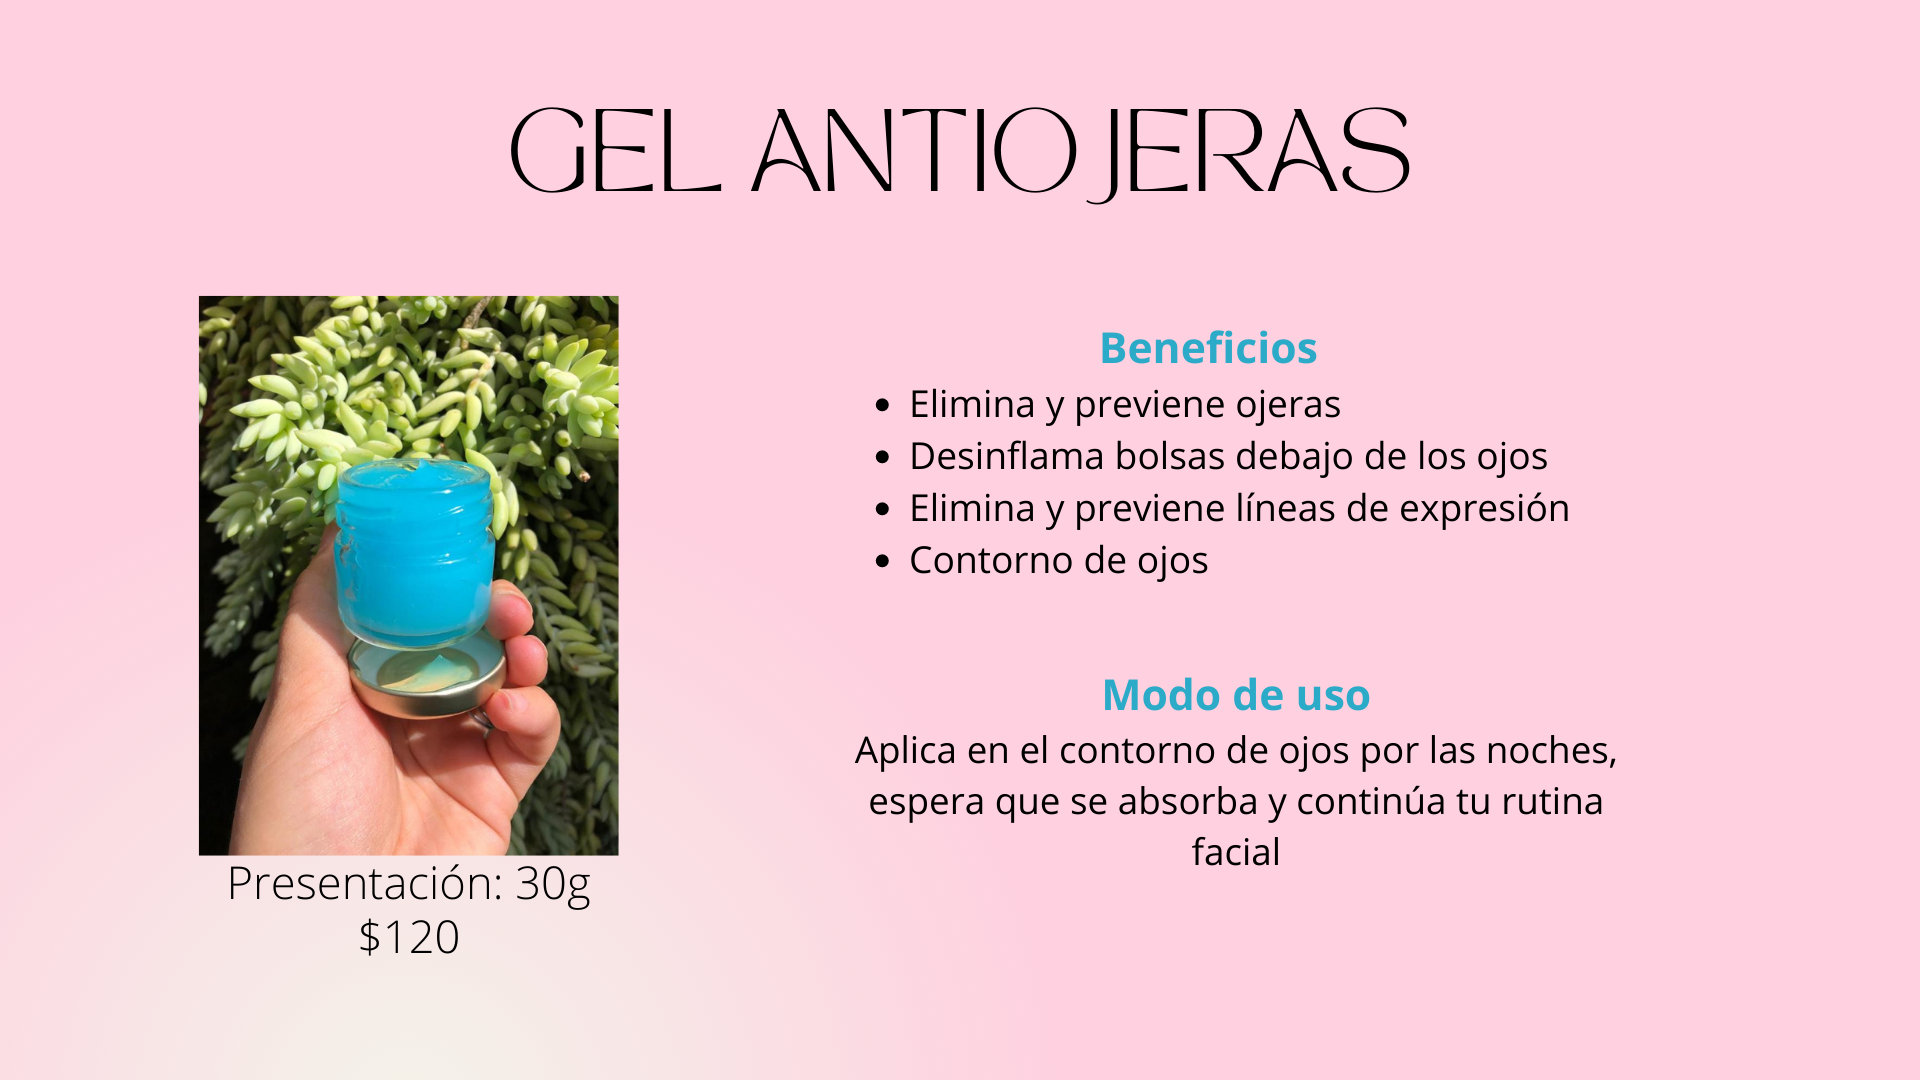 GEL ANTIOJERAS
Beneficios
• Elimina y previene ojeras
• Desinflama bolsas debajo de los ojos
• Elimina y previene líneas de expresión
• Contorno de ojos
Modo de uso
Aplica en el contorno de ojos por las noches,
espera que se absorba y continúa tu rutina
facial
Presentación: 30g
$120